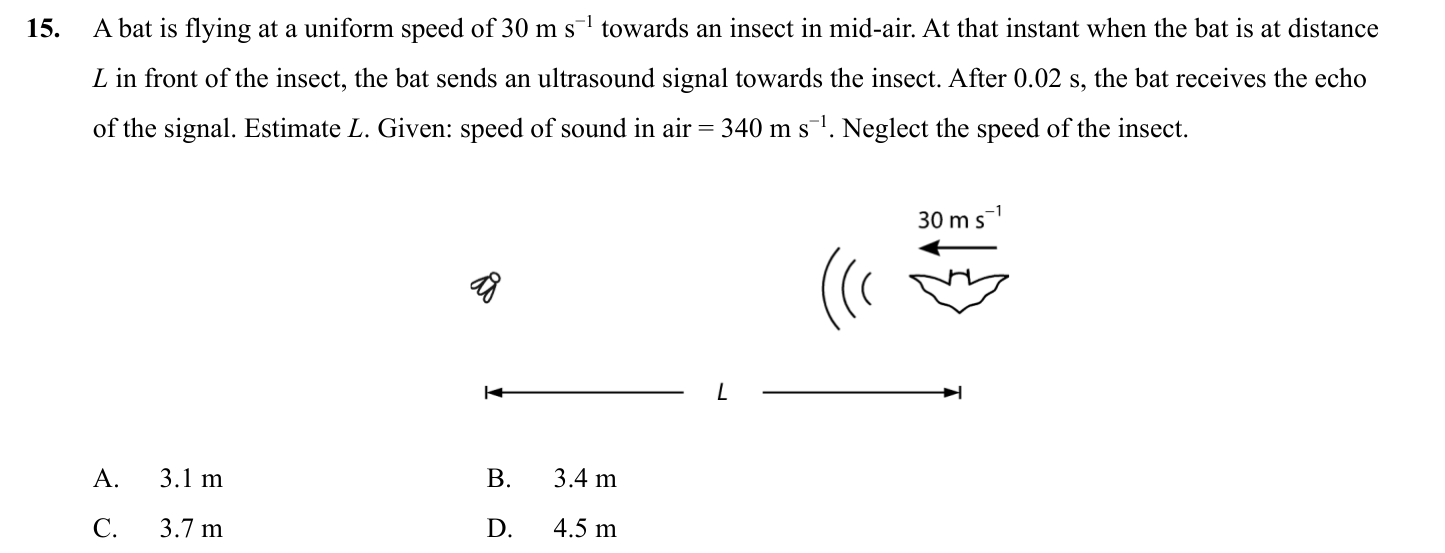 15. A bat is flying at a uniform speed of 30 m s⁻¹ towards an insect in mid-air. At that instant when the bat is at distance
L in front of the insect, the bat sends an ultrasound signal towards the insect. After 0.02 s, the bat receives the echo
of the signal. Estimate L. Given: speed of sound in air = 340 m s⁻¹. Neglect the speed of the insect.
30 m s⁻¹
L
A. 3.1 m B. 3.4 m
C. 3.7 m D. 4.5 m